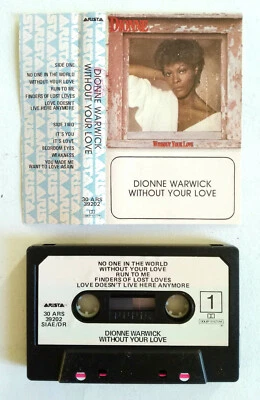 ARISTA
SIDE ONE
NO ONE IN THE WORLD
WITHOUT YOUR LOVE
RUN TO ME
FINDERS OF LOST LOVES
LOVE DOESN'T
LIVE HERE ANYMORE
SIDE TWO
IT'S YOU
IT'S LOVE
BEDROOM EYES
WEAKNESS
YOU MADE ME
WANT TO LOVE AGAIN
DIONNE WARWICK
WITHOUT YOUR LOVE
30 ARS
39202
DIONNE
WITHOUT YOUR LOVE
DIONNE WARWICK
WITHOUT YOUR LOVE
NO ONE IN THE WORLD
WITHOUT YOUR LOVE
RUN TO ME
FINDERS OF LOST LOVES
LOVE DOESN'T LIVE HERE ANYMORE
ARISTA
30 ARS
39202
SIAE/DR
1
DIONNE WARWICK
WITHOUT YOUR LOVE